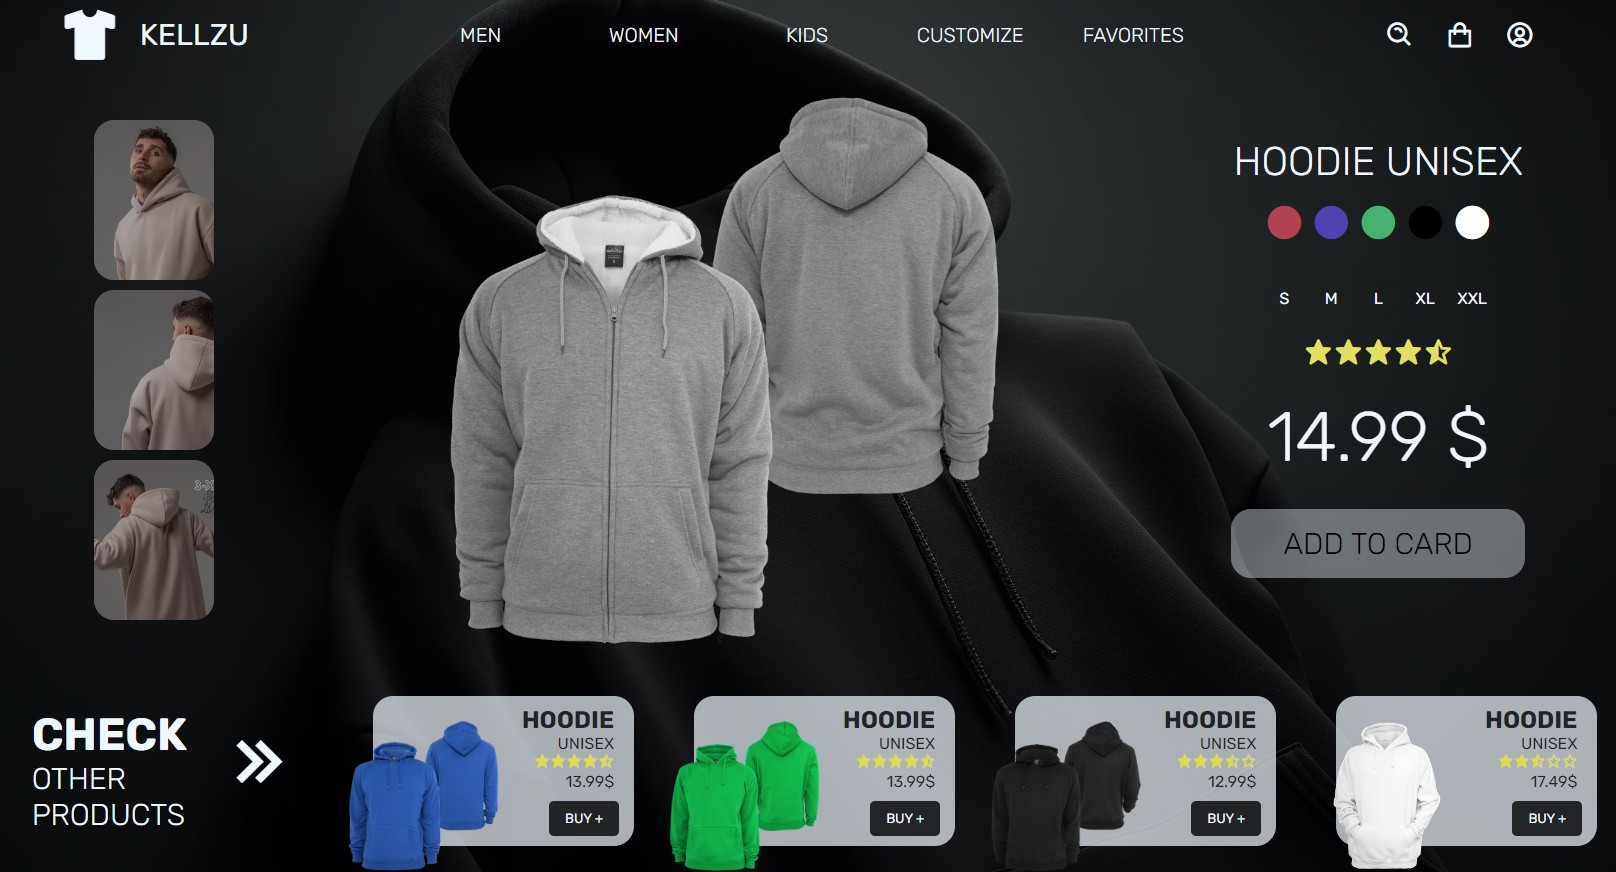 KELLZU
MEN
WOMEN
KIDS
CUSTOMIZE
FAVORITES
HOODIE UNISEX
S M L XL XXL
14.99 $
ADD TO CARD
CHECK
OTHER
PRODUCTS
HOODIE
UNISEX
13.99$
BUY +
HOODIE
UNISEX
13.99$
BUY +
HOODIE
UNISEX
12.99$
BUY +
HOODIE
UNISEX
17.49$
BUY +